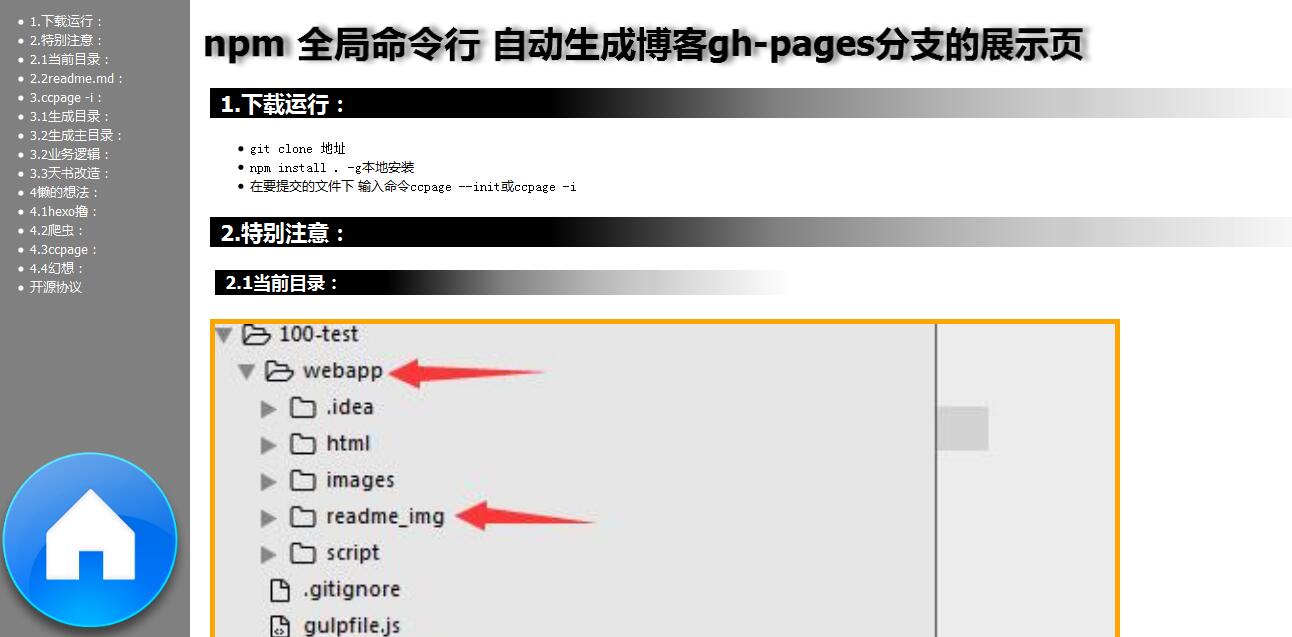 1.下载运行：
2.特别注意：
2.1当前目录：
2.2readme.md：
3.ccpage -i：
3.1生成目录：
3.2生成主目录：
3.2业务逻辑：
3.3天书改造：
4懒的想法：
4.1hexo撸：
4.2爬虫：
4.3ccpage：
4.4幻想：
开源协议
npm 全局命令行 自动生成博客gh-pages分支的展示页
1.下载运行：
git clone 地址
npm install . -g本地安装
在要提交的文件下 输入命令ccpage --init或ccpage -i
2.特别注意：
2.1当前目录：
100-test
webapp
.idea
html
images
readme_img
script
.gitignore
gulpfile.js